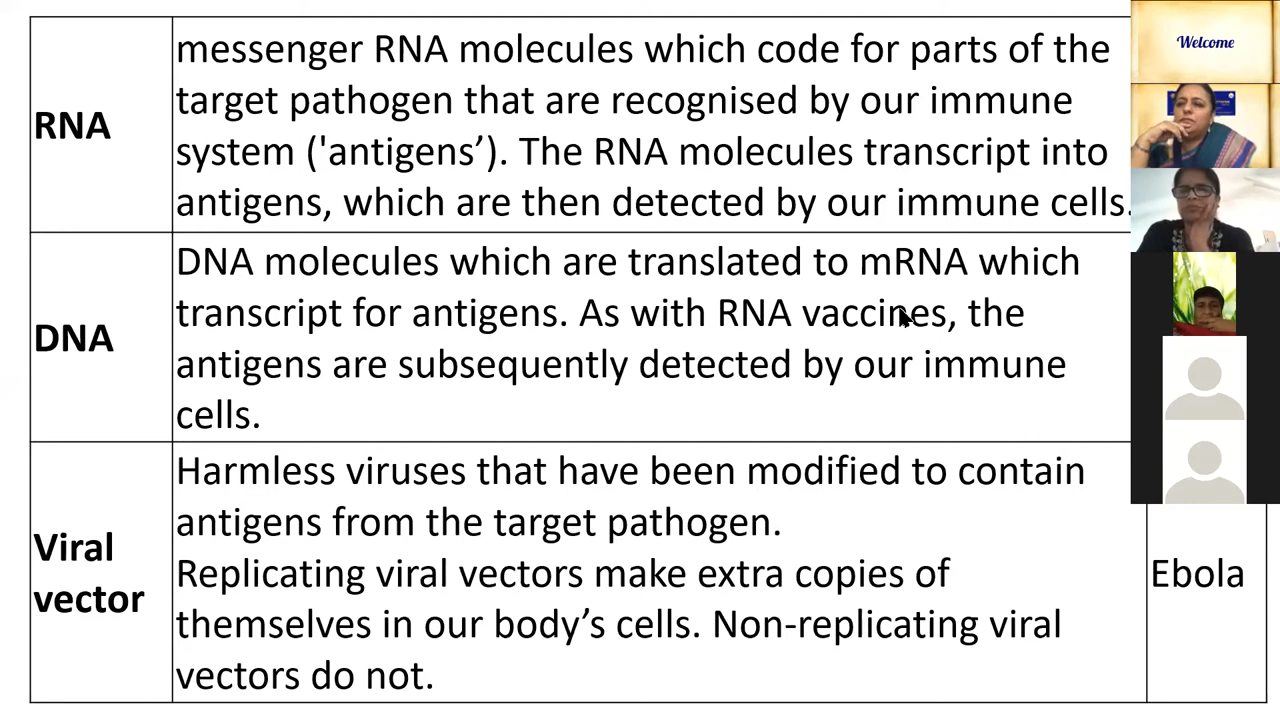 RNA
messenger RNA molecules which code for parts of the
target pathogen that are recognised by our immune
system ('antigens’). The RNA molecules transcript into
antigens, which are then detected by our immune cells.
DNA
DNA molecules which are translated to mRNA which
transcript for antigens. As with RNA vaccines, the
antigens are subsequently detected by our immune
cells.
Viral
vector
Harmless viruses that have been modified to contain
antigens from the target pathogen.
Replicating viral vectors make extra copies of
themselves in our body’s cells. Non-replicating viral
vectors do not.
Ebola
Welcome